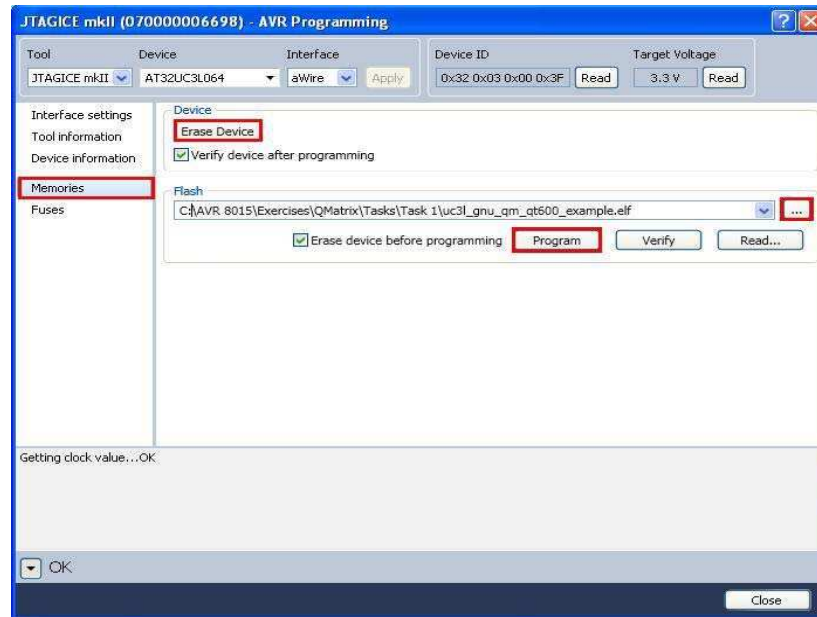 JTAGICE mkII (070000006698) - AVR Programming
Tool Device Interface Device ID Target Voltage
JTAGICE mkII AT32UC3L064 aWire Apply 0x32 0x03 0x00 0x3F Read 3.3 V Read
Interface settings
Tool information
Device information
Memories
Fuses
Device
Erase Device
Verify device after programming
Flash
C:\AVR 8015\Exercises\QMatrix\Tasks\Task 1\uc3l_gnu_qm_qt600_example.elf ...
Erase device before programming Program Verify Read...
Getting clock value...OK
OK
Close